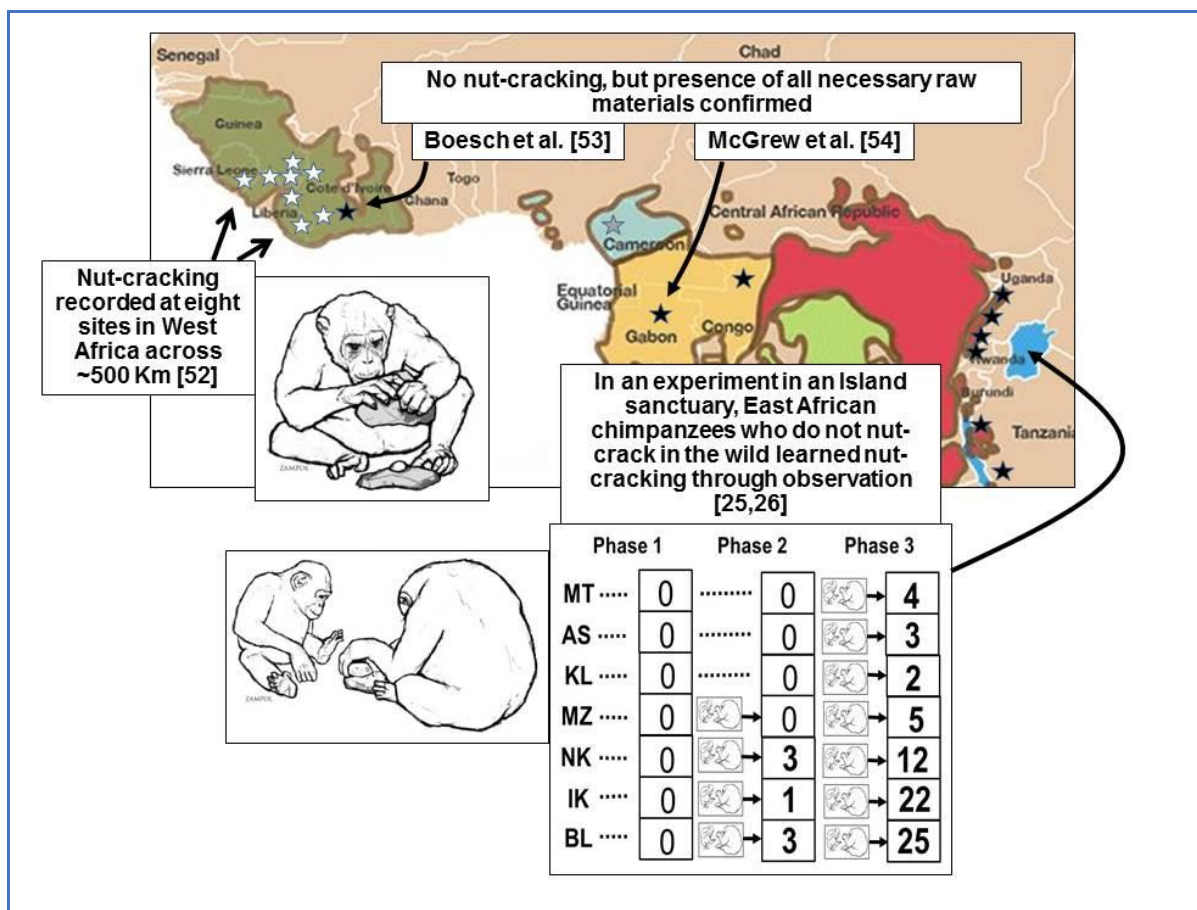 Senegal
Chad
No nut-cracking, but presence of all necessary raw
materials confirmed
Boesch et al. [53]
McGrew et al. [54]
Guinea
Sierra Leone
Cote d'Ivoire
Togo
Ghana
Liberia
Central African Republic
Cameroon
Nut-cracking
recorded at eight
sites in West
Africa across
~500 Km [52]
Equatorial
Guinea
Gabon
Congo
Uganda
Rwanda
Burundi
Tanzania
ZAMPOL
In an experiment in an Island
sanctuary, East African
chimpanzees who do not nut-
crack in the wild learned nut-
cracking through observation
[25,26]
ZAMPOL
Phase 1 Phase 2 Phase 3
MT ····· 0 ········· 0 4
AS ····· 0 ········· 0 3
KL ····· 0 ········· 0 2
MZ ····· 0 0 5
NK ····· 0 3 12
IK ····· 0 1 22
BL ····· 0 3 25